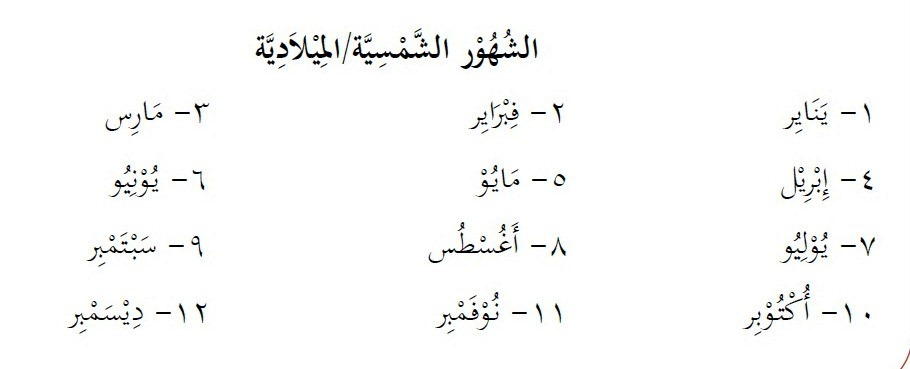 الشُهُوْر الشَّمْسِيَّة/المِيْلاَدِيَّة
١- يَنَايِر ٢- فِبْرَايِر ٣- مَارِس
٤- إِبْرِيْل ٥- مَايُوْ ٦- يُوْنِيُو
٧- يُوْلِيُو ٨- أَغُسْطُس ٩- سَبْتَمْبِر
١٠- أُكْتُوْبِر ١١- نُوْفَمْبِر ١٢- دِيْسَمْبِر